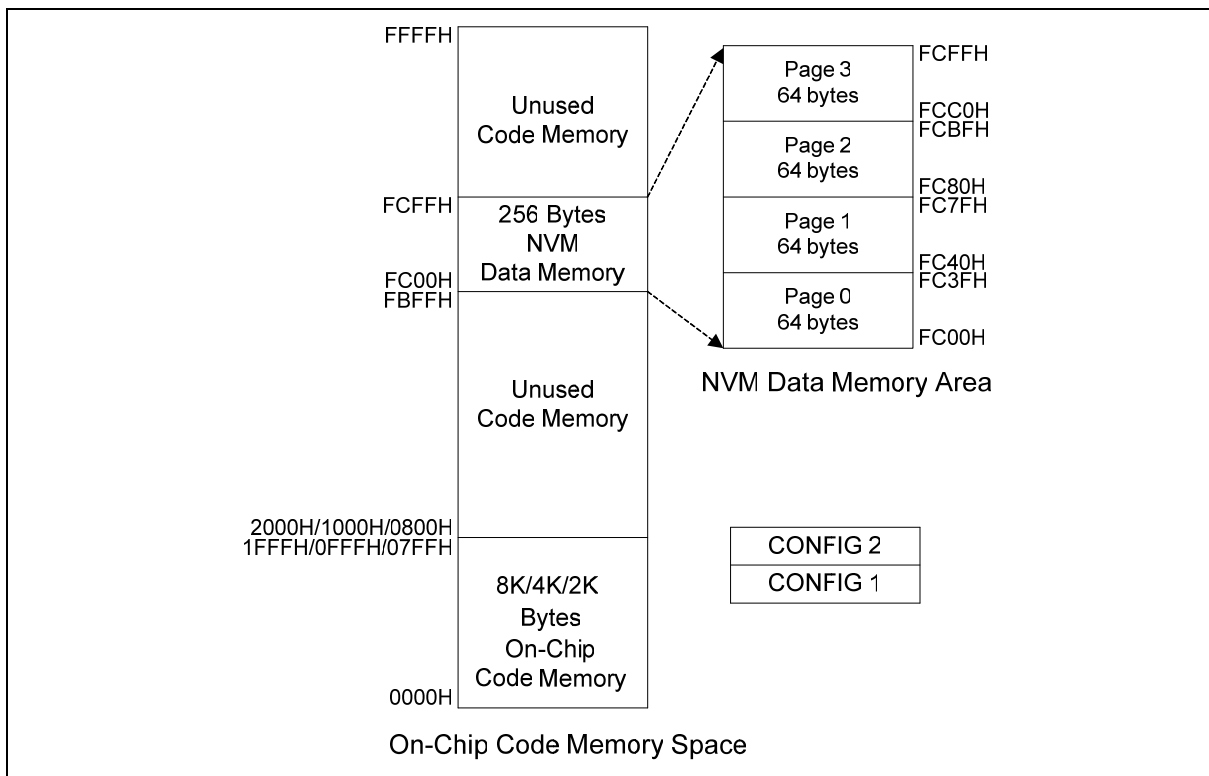 FFFFH
Unused
Code Memory
FCFFH
256 Bytes
NVM
Data Memory
FC00H
FBFFH
Unused
Code Memory
2000H/1000H/0800H
1FFFH/0FFFH/07FFH
8K/4K/2K
Bytes
On-Chip
Code Memory
0000H
On-Chip Code Memory Space
Page 3
64 bytes
FCFFH
FCC0H
FCBFH
Page 2
64 bytes
FC80H
FC7FH
Page 1
64 bytes
FC40H
FC3FH
Page 0
64 bytes
FC00H
NVM Data Memory Area
CONFIG 2
CONFIG 1